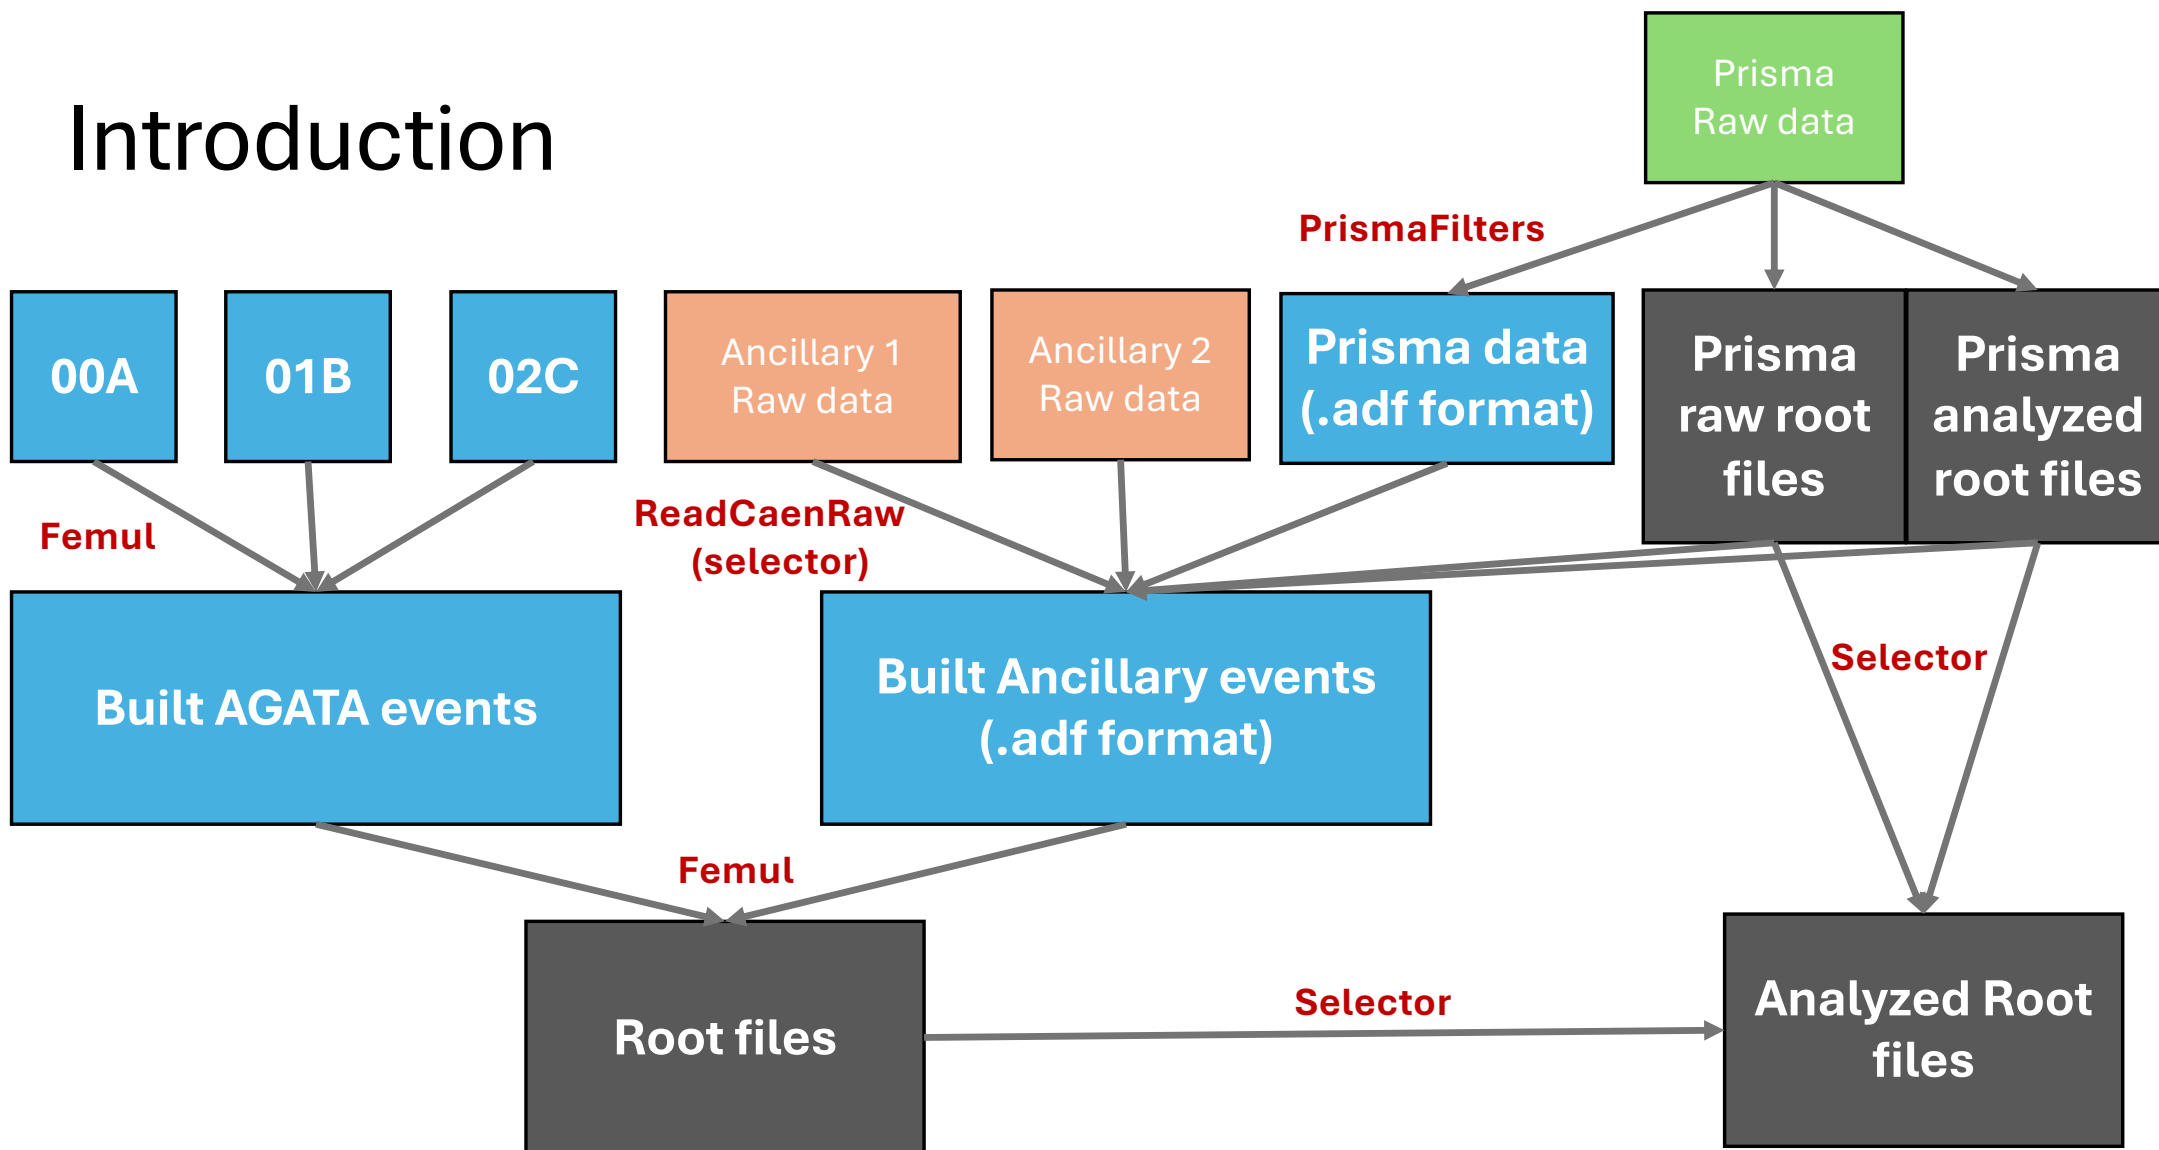 Introduction
Prisma
Raw data
PrismaFilters
00A
01B
02C
Ancillary 1
Raw data
Ancillary 2
Raw data
Prisma data
(.adf format)
Prisma
raw root
files
Prisma
analyzed
root files
Femul
ReadCaenRaw
(selector)
Built AGATA events
Built Ancillary events
(.adf format)
Selector
Femul
Root files
Selector
Analyzed Root
files